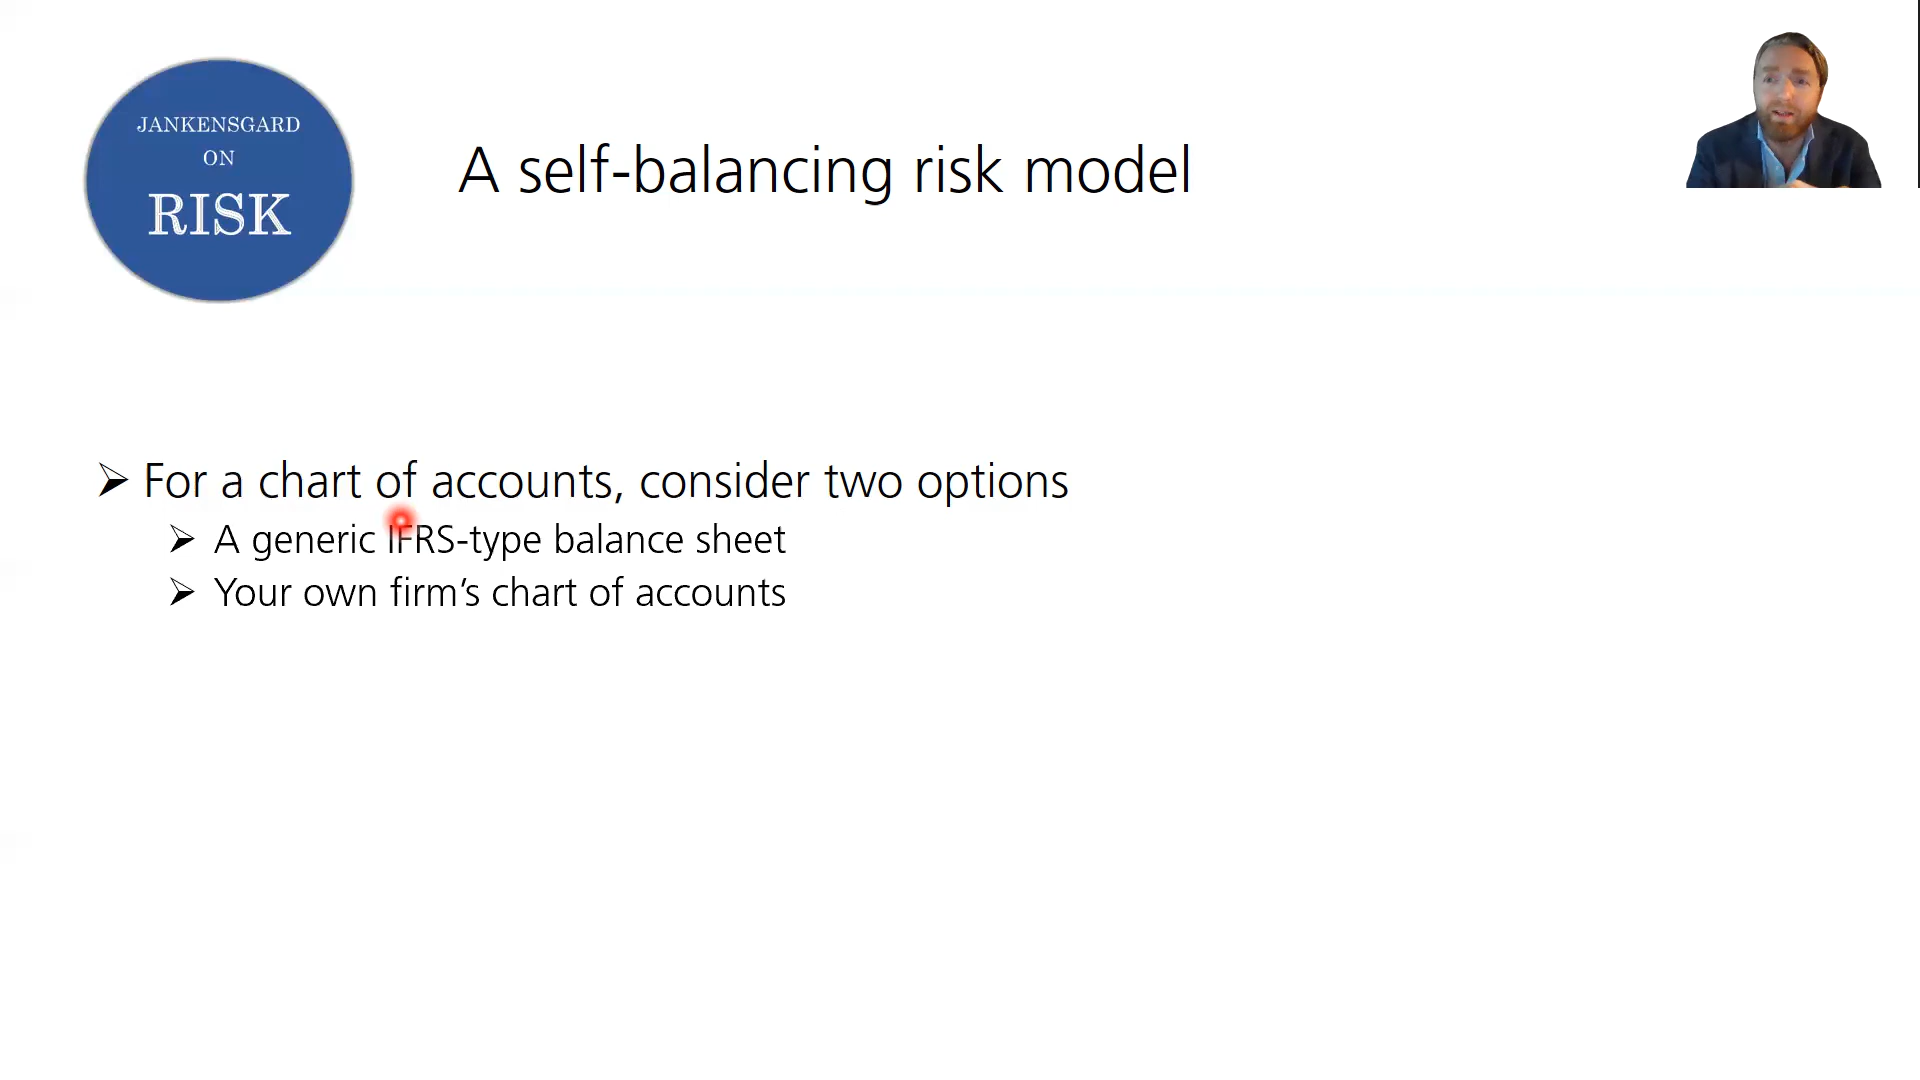 JANKENSGARD
ON
RISK
A self-balancing risk model
For a chart of accounts, consider two options
A generic IFRS-type balance sheet
Your own firm’s chart of accounts